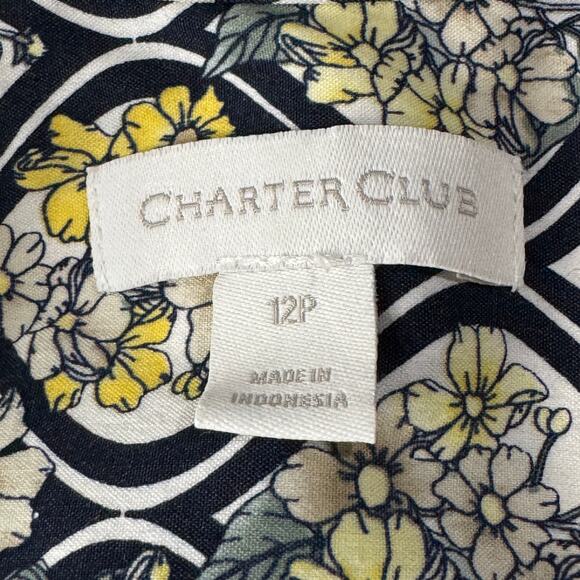 CHARTER CLUB
12P
MADE IN
INDONESIA